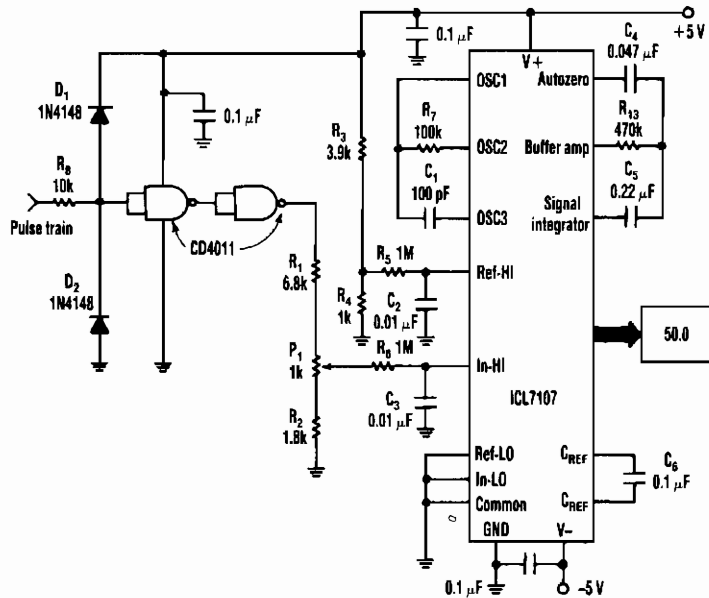 0.1 µF
+5 V
V+
C4
0.047 µF
OSC1
Autozero
D1
1N4148
0.1 µF
R3
3.9k
R7
100k
OSC2
Buffer amp
R13
470k
R8
10k
C1
100 pF
C5
0.22 µF
Pulse train
CD4011
OSC3
Signal
integrator
R1
6.8k
R5 1M
Ref-HI
D2
1N4148
R4
1k
C2
0.01 µF
50.0
P1
1k
R6 1M
In-HI
ICL7107
C3
0.01 µF
R2
1.8k
Ref-LO
CREF
C6
0.1 µF
In-LO
Common
CREF
GND
V–
0.1 µF
–5 V